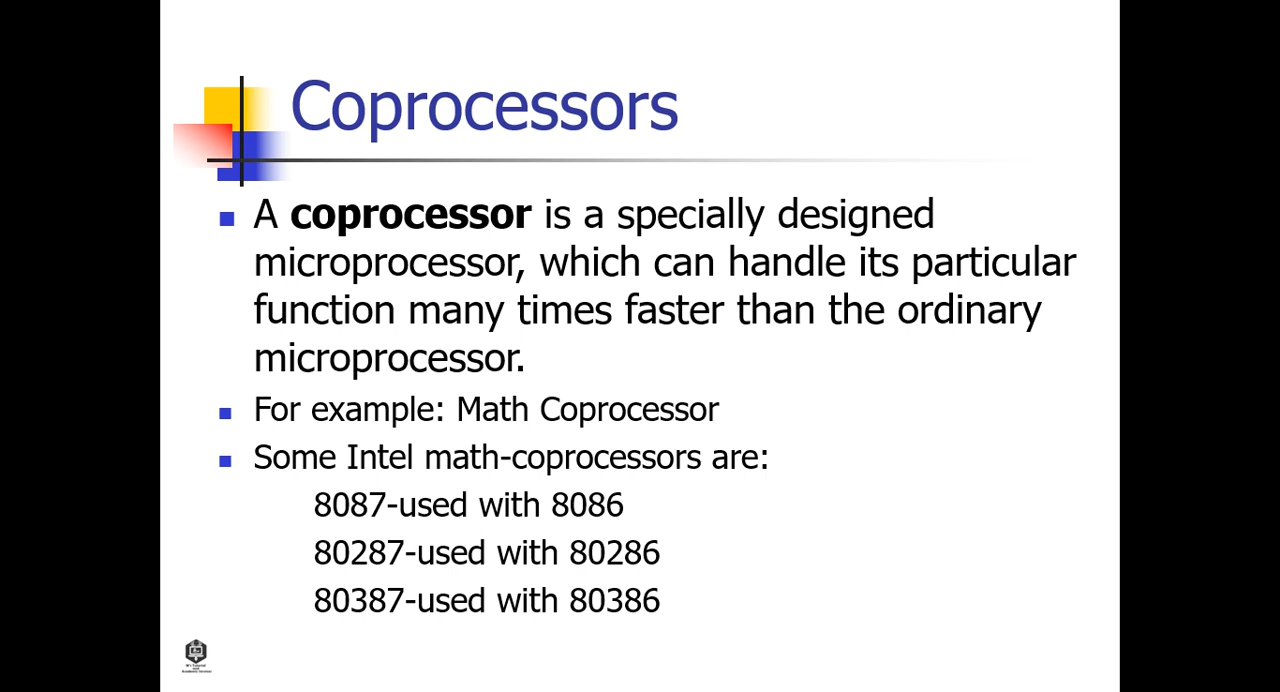 Coprocessors
A coprocessor is a specially designed
microprocessor, which can handle its particular
function many times faster than the ordinary
microprocessor.
For example: Math Coprocessor
Some Intel math-coprocessors are:
8087-used with 8086
80287-used with 80286
80387-used with 80386